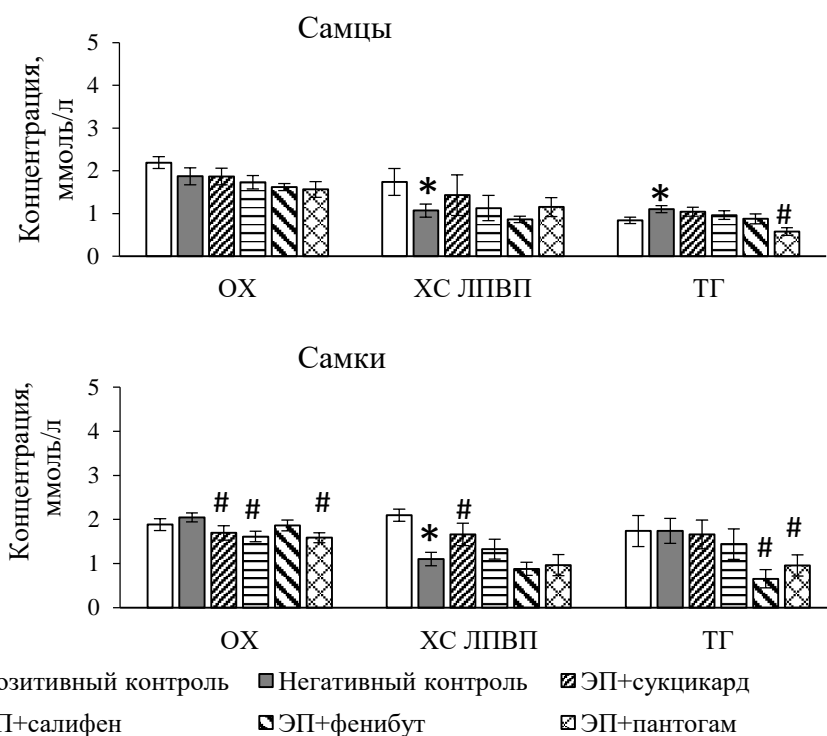 Самцы
Концентрация,
ммоль/л
5
4
3
2
1
0
*
*
#
ОХ ХС ЛПВП ТГ
Самки
Концентрация,
ммоль/л
5
4
3
2
1
0
# # # * # # #
ОХ ХС ЛПВП ТГ
озитивный контроль Негативный контроль ЭП+сукцикард
П+салифен ЭП+фенибут ЭП+пантогам